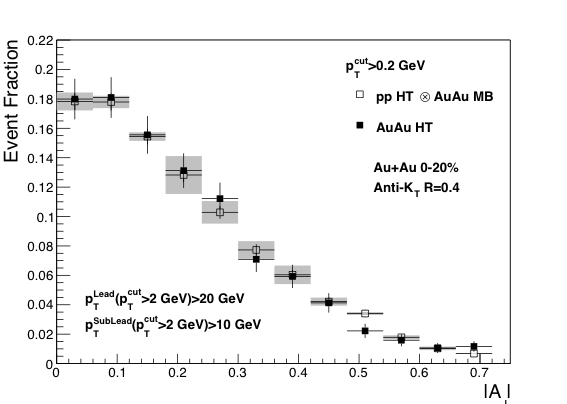 0.22
0.2
0.18
0.16
0.14
0.12
0.1
0.08
0.06
0.04
0.02
0
Event Fraction
p_T^cut>0.2 GeV
pp HT ⊗ AuAu MB
AuAu HT
Au+Au 0-20%
Anti-K_T R=0.4
p_T^Lead(p_T^cut>2 GeV)>20 GeV
p_T^SubLead(p_T^cut>2 GeV)>10 GeV
0 0.1 0.2 0.3 0.4 0.5 0.6 0.7
|A |